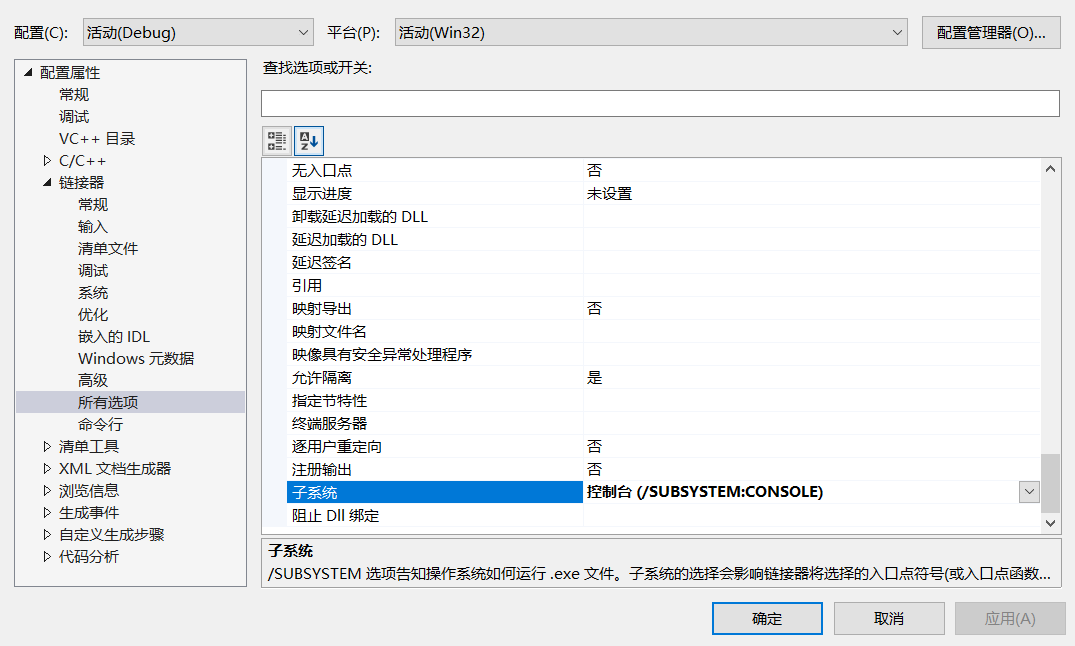 配置(C): 活动(Debug) 平台(P): 活动(Win32) 配置管理器(O)...
配置属性
常规
调试
VC++ 目录
C/C++
链接器
常规
输入
清单文件
调试
系统
优化
嵌入的 IDL
Windows 元数据
高级
所有选项
命令行
清单工具
XML 文档生成器
浏览信息
生成事件
自定义生成步骤
代码分析
查找选项或开关:
无入口点 否
显示进度 未设置
卸载延迟加载的 DLL
延迟加载的 DLL
延迟签名
引用
映射导出 否
映射文件名
映像具有安全异常处理程序
允许隔离 是
指定节特性
终端服务器
逐用户重定向 否
注册输出 否
子系统 控制台 (/SUBSYSTEM:CONSOLE)
阻止 Dll 绑定
子系统
/SUBSYSTEM 选项告知操作系统如何运行 .exe 文件。子系统的选择会影响链接器将选择的入口点符号(或入口点函数...
确定 取消 应用(A)